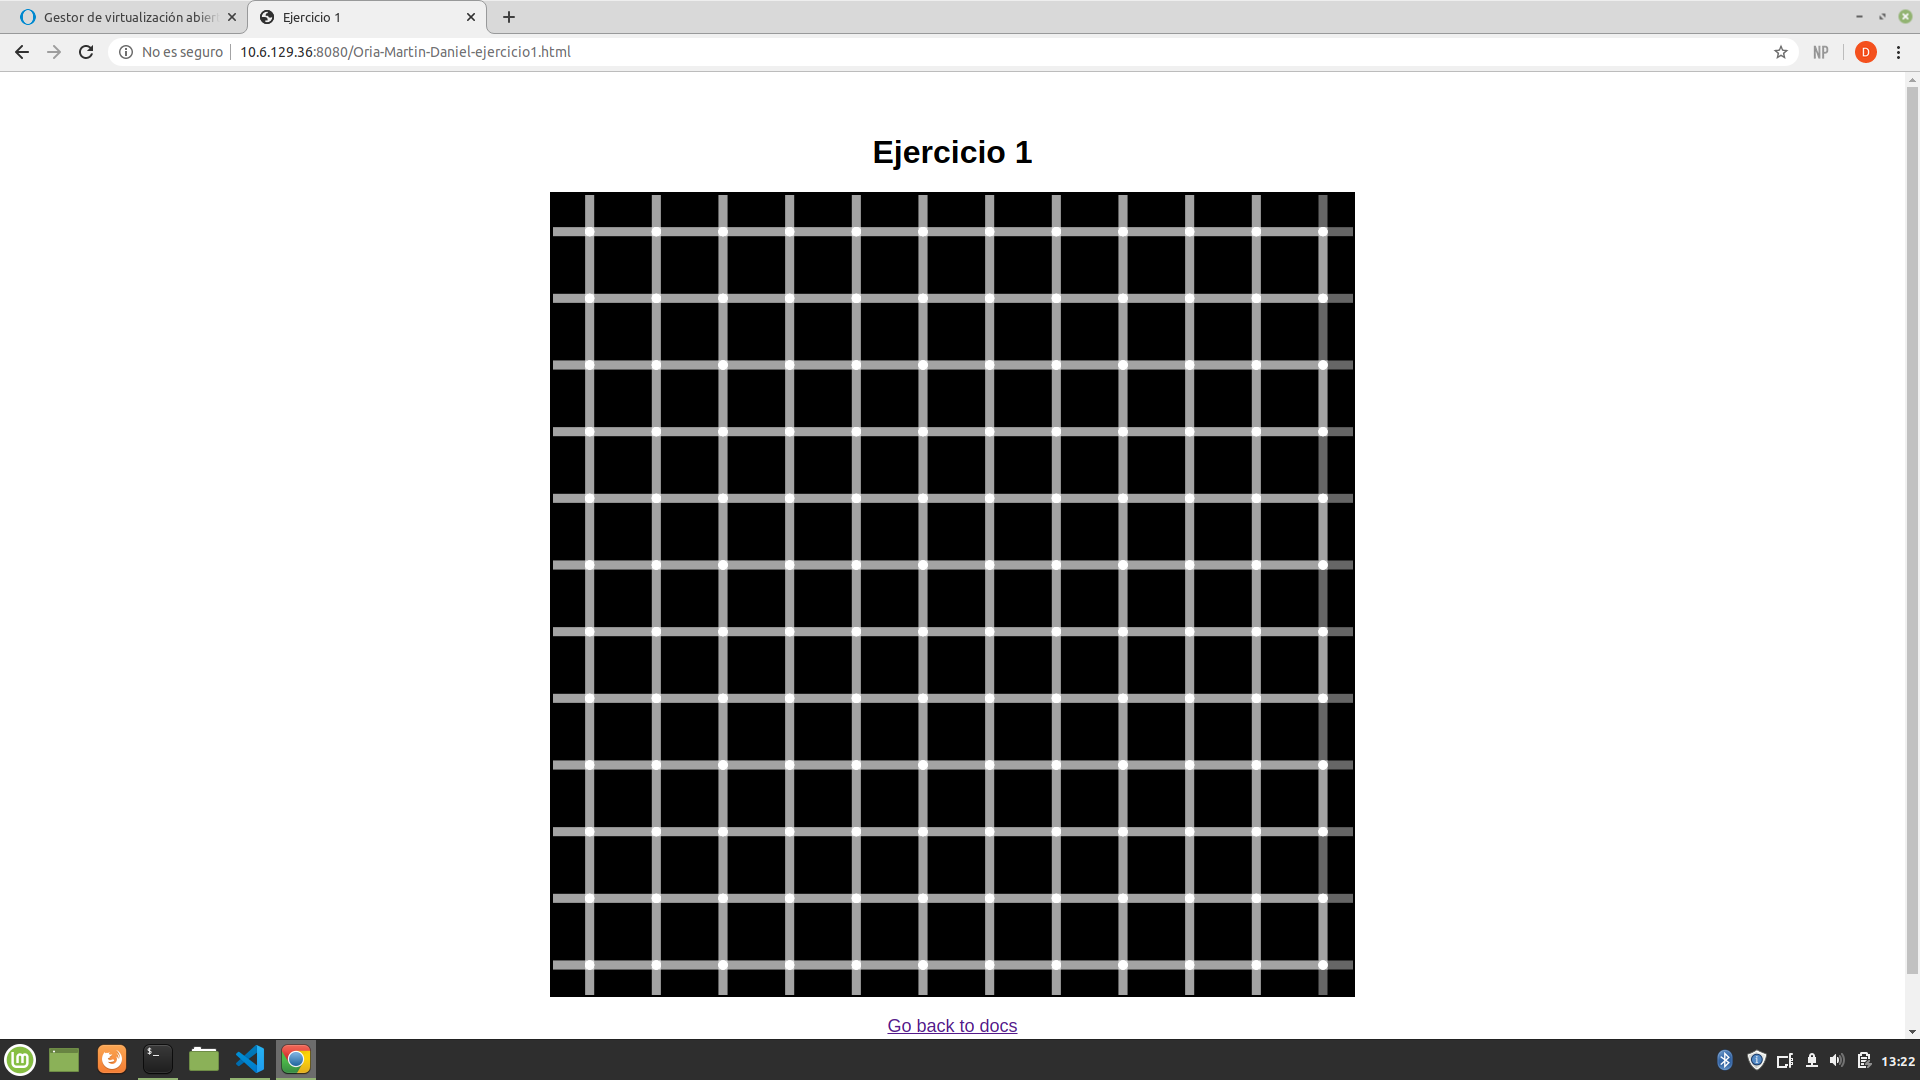 Gestor de virtualización abier
Ejercicio 1
No es seguro
10.6.129.36:8080/Oria-Martin-Daniel-ejercicio1.html
NP
D
Ejercicio 1
Go back to docs
13:22